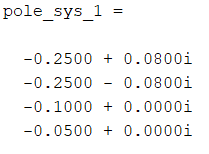 pole_sys_1 =
-0.2500 + 0.0800i
-0.2500 - 0.0800i
-0.1000 + 0.0000i
-0.0500 + 0.0000i